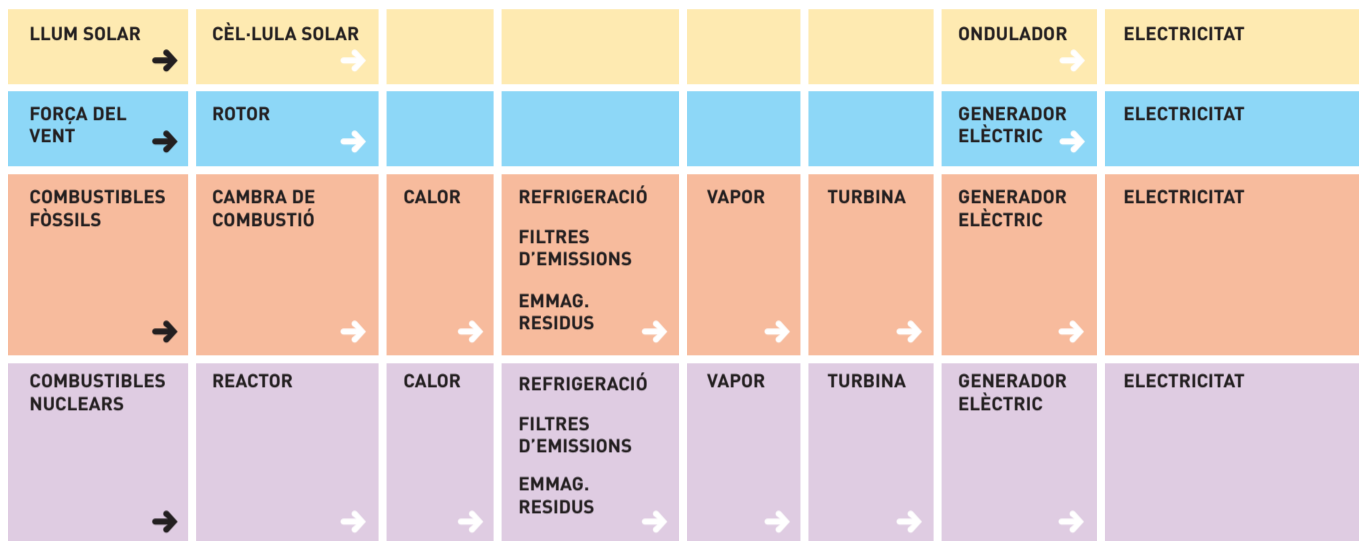 LLUM SOLAR
CÈL·LULA SOLAR
ONDULADOR
ELECTRICITAT
FORÇA DEL
VENT
ROTOR
GENERADOR
ELÈCTRIC
ELECTRICITAT
COMBUSTIBLES
FÒSSILS
CAMBRA DE
COMBUSTIÓ
CALOR
REFRIGERACIÓ
FILTRES
D'EMISSIONS
EMMAG.
RESIDUS
VAPOR
TURBINA
GENERADOR
ELÈCTRIC
ELECTRICITAT
COMBUSTIBLES
NUCLEARS
REACTOR
CALOR
REFRIGERACIÓ
FILTRES
D'EMISSIONS
EMMAG.
RESIDUS
VAPOR
TURBINA
GENERADOR
ELÈCTRIC
ELECTRICITAT